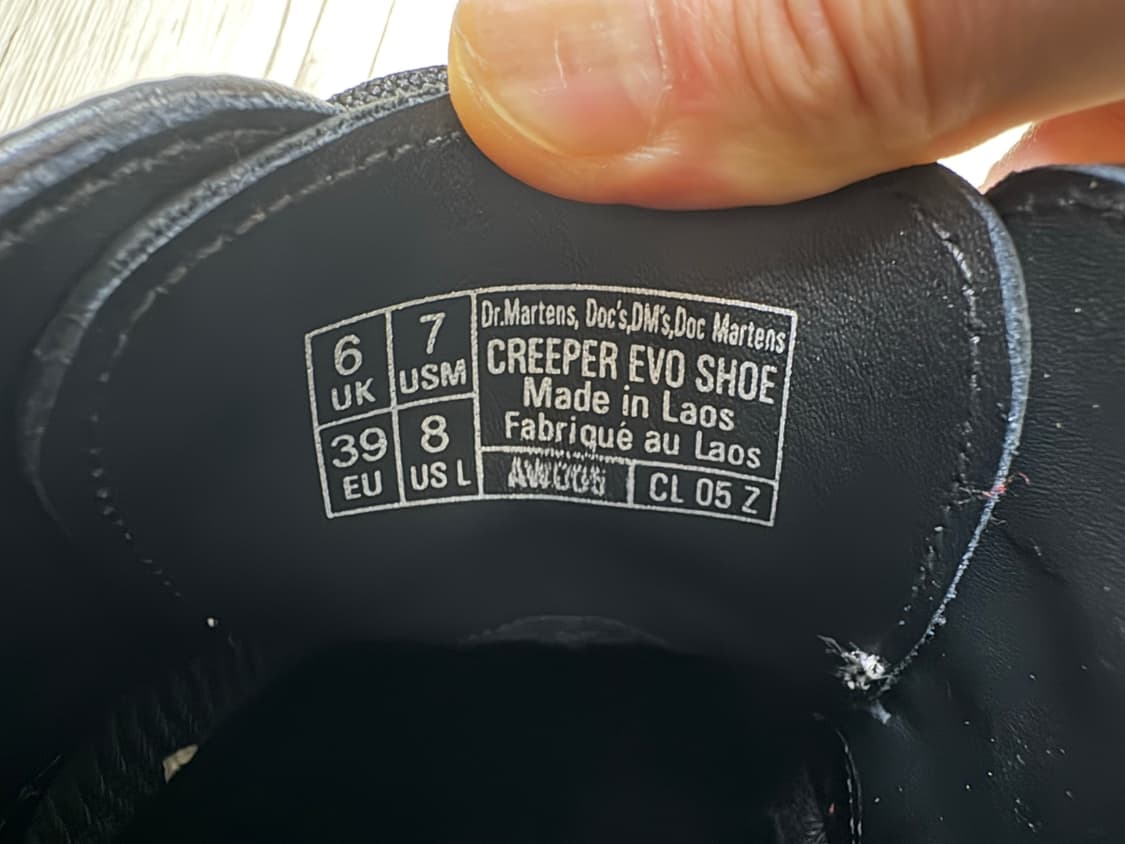 6 UK
7 USM
39 EU
8 US L
Dr.Martens, Doc's,DM's,Doc Martens
CREEPER EVO SHOE
Made in Laos
Fabriqué au Laos
CL 05 Z